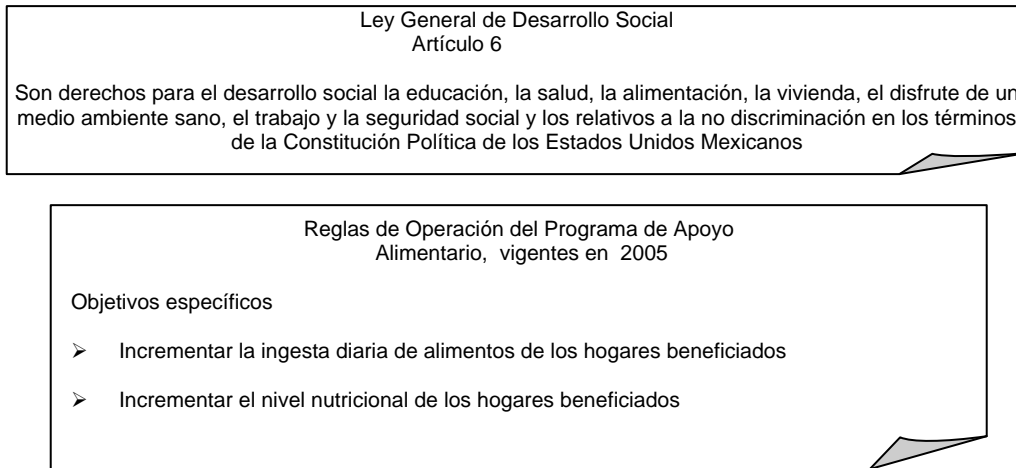 Ley General de Desarrollo Social
Artículo 6
Son derechos para el desarrollo social la educación, la salud, la alimentación, la vivienda, el disfrute de un
medio ambiente sano, el trabajo y la seguridad social y los relativos a la no discriminación en los términos
de la Constitución Política de los Estados Unidos Mexicanos
Reglas de Operación del Programa de Apoyo
Alimentario, vigentes en 2005
Objetivos específicos
➢ Incrementar la ingesta diaria de alimentos de los hogares beneficiados
➢ Incrementar el nivel nutricional de los hogares beneficiados